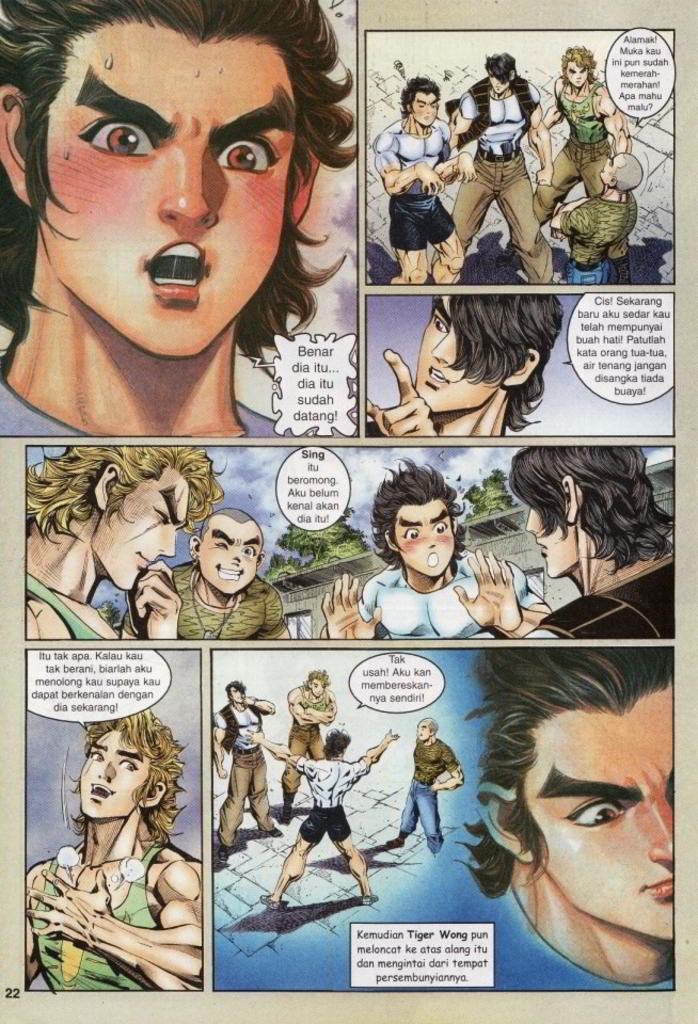 Benar
dia itu...
dia itu
sudah
datang!
Alamak!
Muka kau
ini pun sudah
kemerah-
merahan!
Apa mahu
malu?
Cis! Sekarang
baru aku sedar kau
telah mempunyai
buah hati! Patutlah
kata orang tua-tua,
air tenang jangan
disangka tiada
buaya!
Sing
itu
beromong.
Aku belum
kenal akan
dia itu!
Itu tak apa. Kalau kau
tak berani, biarlah aku
menolong kau supaya kau
dapat berkenalan dengan
dia sekarang!
Tak
usah! Aku kan
membereskan-
nya sendiri!
Kemudian Tiger Wong pun
meloncat ke atas alang itu
dan mengintai dari tempat
persembunyiannya.
22